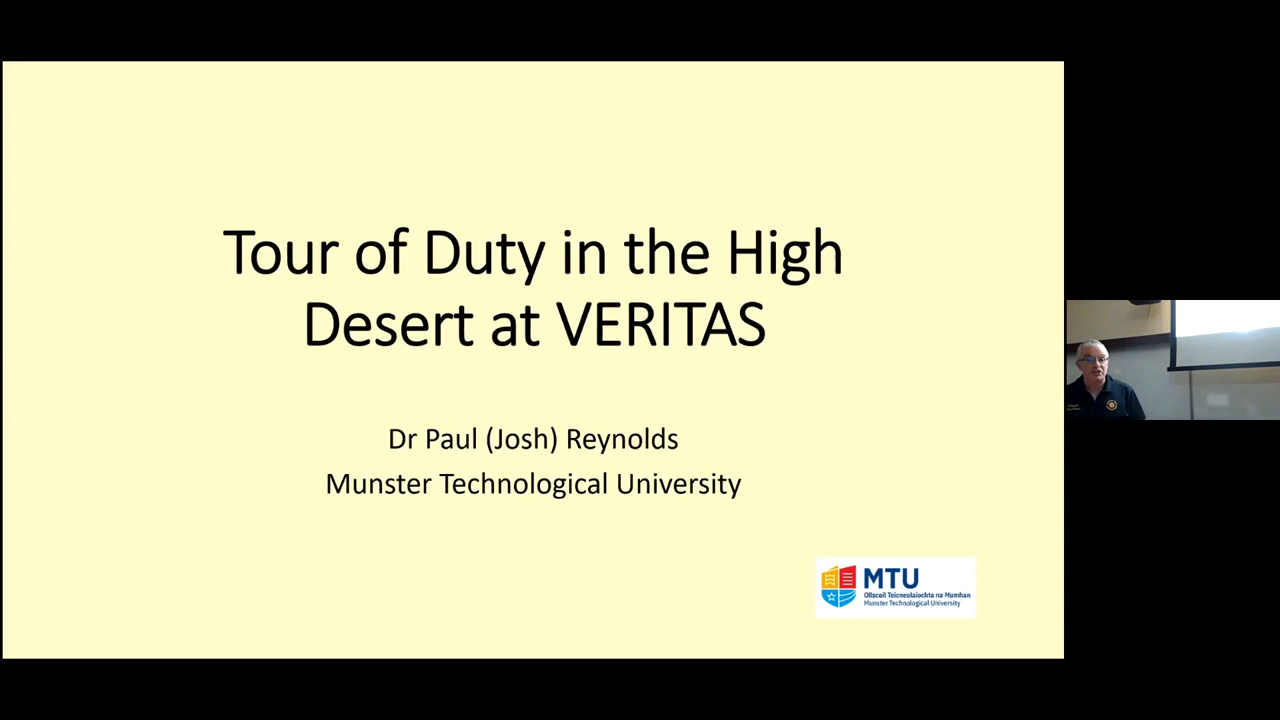 Tour of Duty in the High
Desert at VERITAS
Dr Paul (Josh) Reynolds
Munster Technological University
MTU
Ollscoil Teicneolaíochta na Mumhan
Munster Technological University